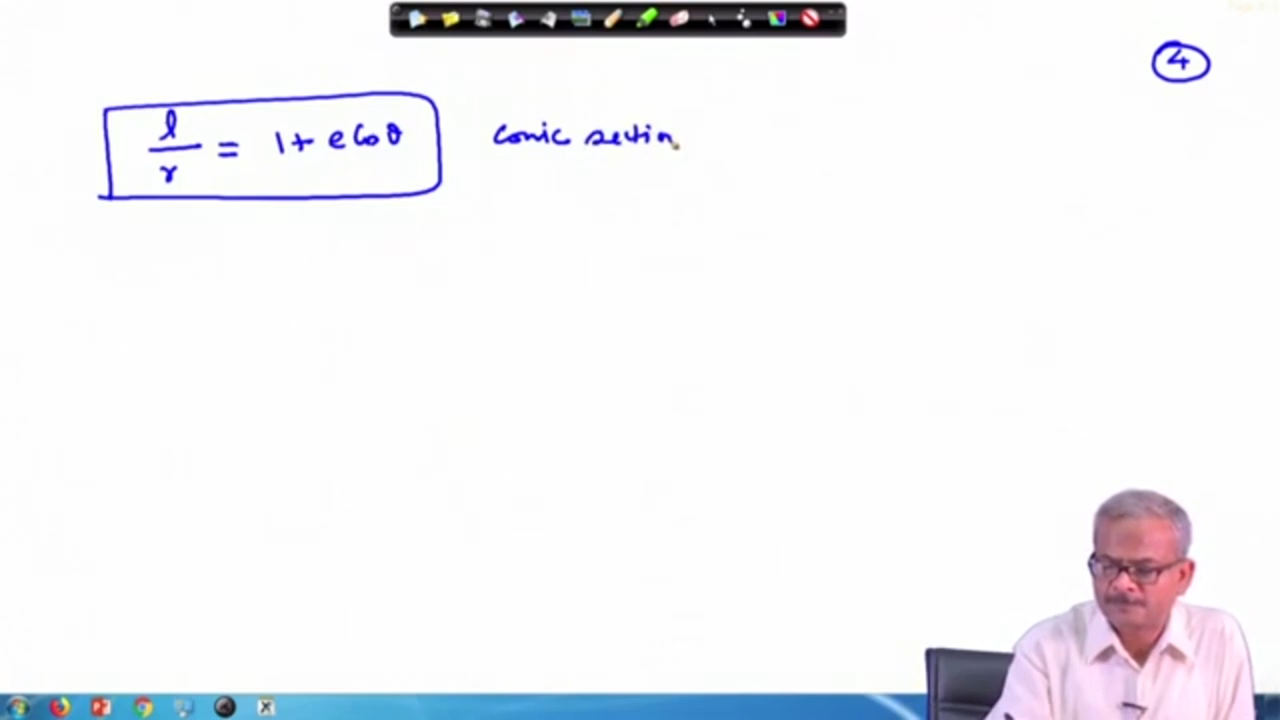 4
l/r = 1 + e Cos θ conic section